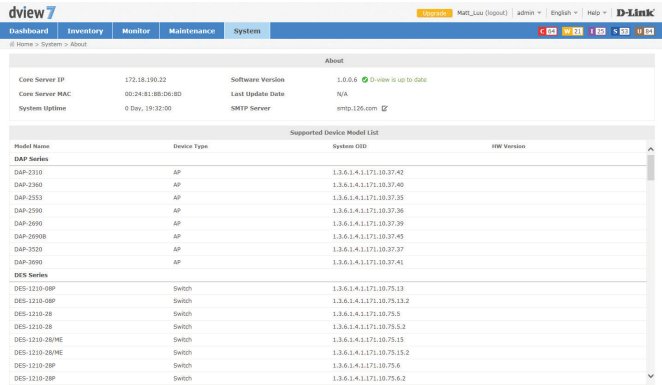 dview 7
Upgrade Matt_Luu (logout) admin English Help D-Link
Dashboard Inventory Monitor Maintenance System
Home > System > About
About
Core Server IP 172.18.190.22 Software Version 1.0.0.6 D-view is up to date
Core Server MAC 00:24:81:8B:D6:8D Last Update Date N/A
System Uptime 0 Day, 19:32:00 SMTP Server smtp.126.com
Supported Device Model List
Model Name Device Type System OID HW Version
DAP Series
DAP-2310 AP 1.3.6.1.4.1.171.10.37.42
DAP-2360 AP 1.3.6.1.4.1.171.10.37.40
DAP-2553 AP 1.3.6.1.4.1.171.10.37.35
DAP-2590 AP 1.3.6.1.4.1.171.10.37.36
DAP-2690 AP 1.3.6.1.4.1.171.10.37.39
DAP-2690B AP 1.3.6.1.4.1.171.10.37.45
DAP-3520 AP 1.3.6.1.4.1.171.10.37.37
DAP-3690 AP 1.3.6.1.4.1.171.10.37.41
DES Series
DES-1210-08P Switch 1.3.6.1.4.1.171.10.75.13
DES-1210-08P Switch 1.3.6.1.4.1.171.10.75.13.2
DES-1210-28 Switch 1.3.6.1.4.1.171.10.75.5
DES-1210-28 Switch 1.3.6.1.4.1.171.10.75.5.2
DES-1210-28/ME Switch 1.3.6.1.4.1.171.10.75.15
DES-1210-28/ME Switch 1.3.6.1.4.1.171.10.75.15.2
DES-1210-28P Switch 1.3.6.1.4.1.171.10.75.6
DES-1210-28P Switch 1.3.6.1.4.1.171.10.75.6.2